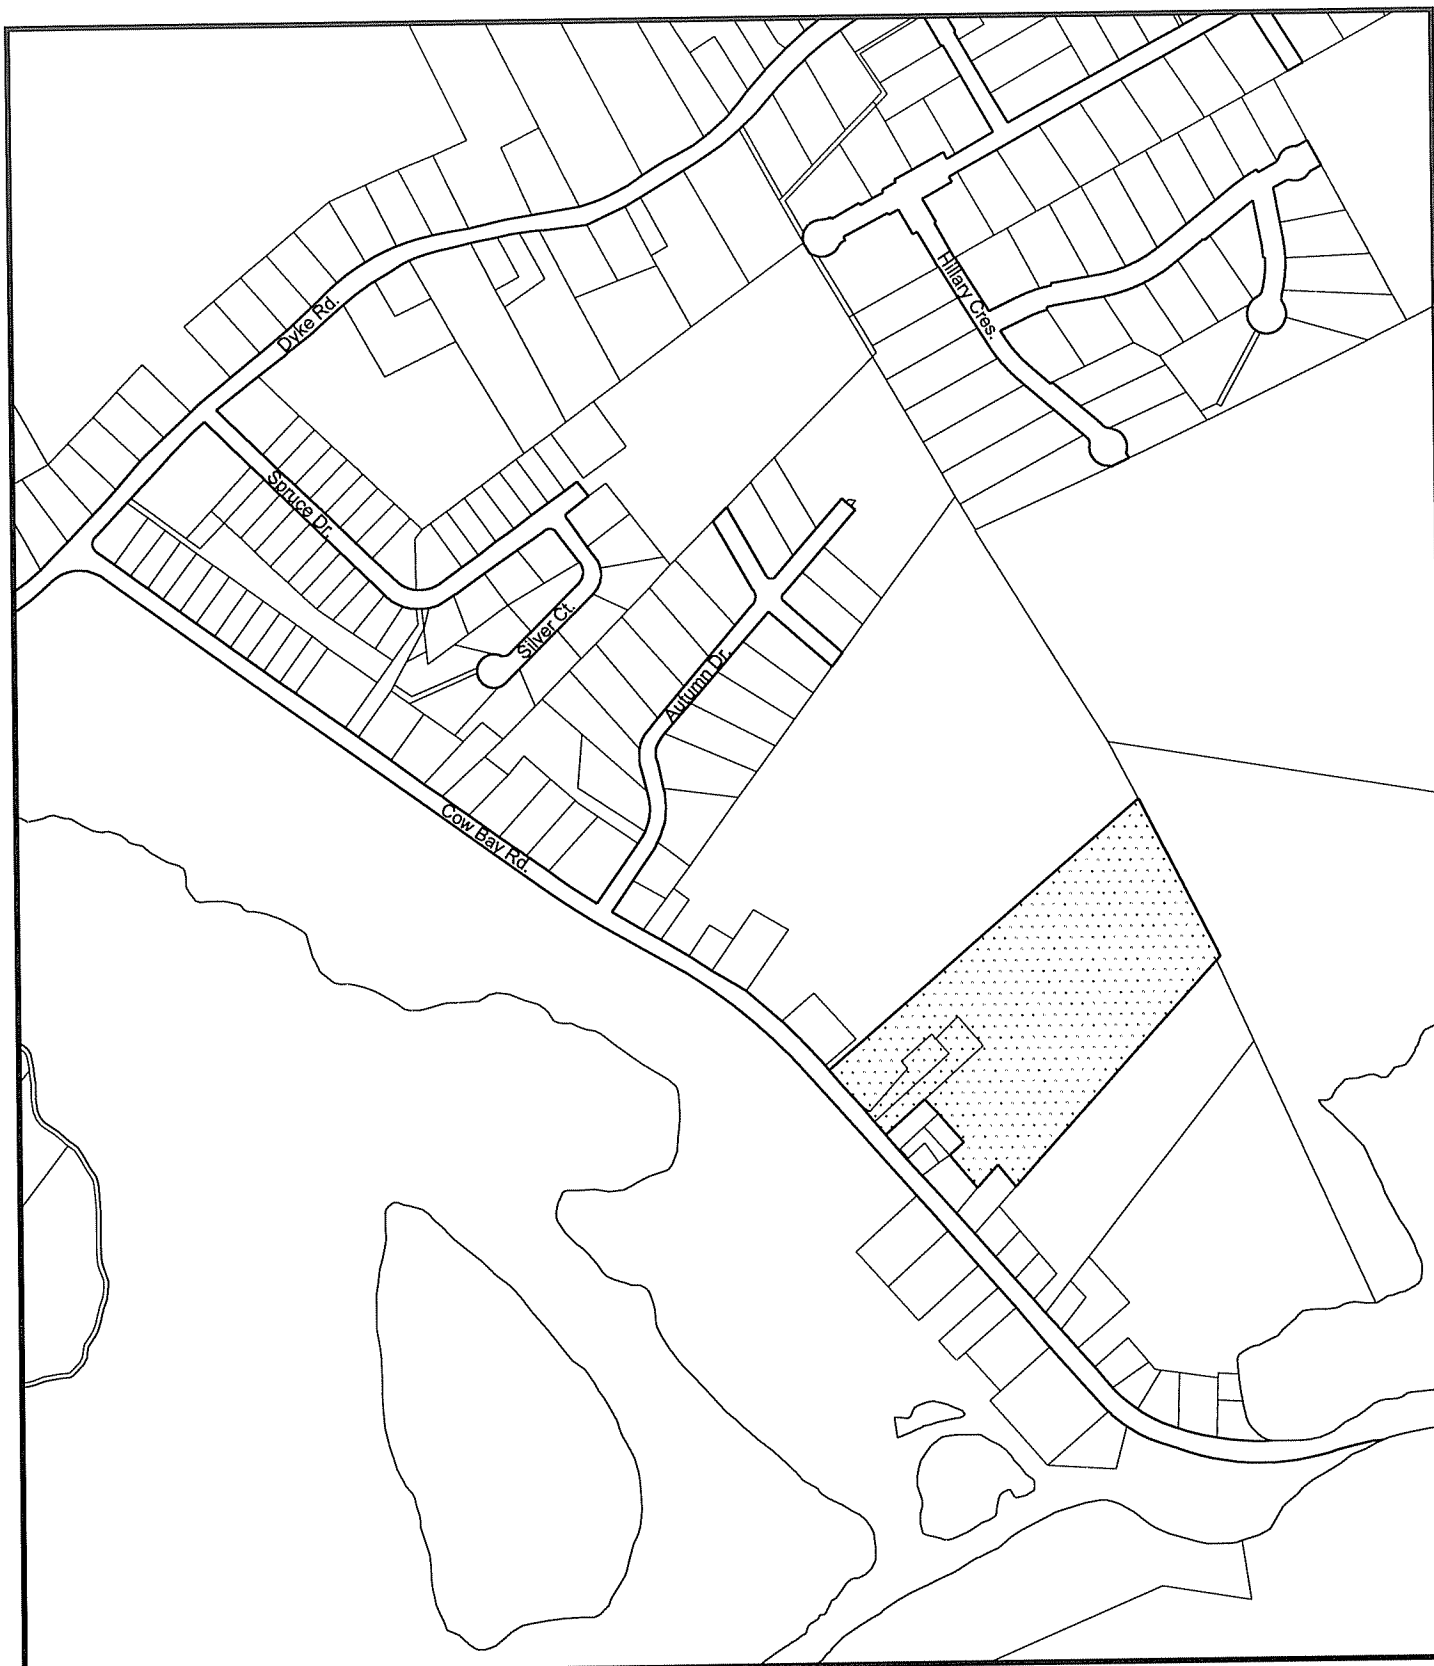 Hillary Cres.
Dyke Rd.
Spruce Dr.
Silver Ct.
Autumn Dr.
Cow Bay Rd.